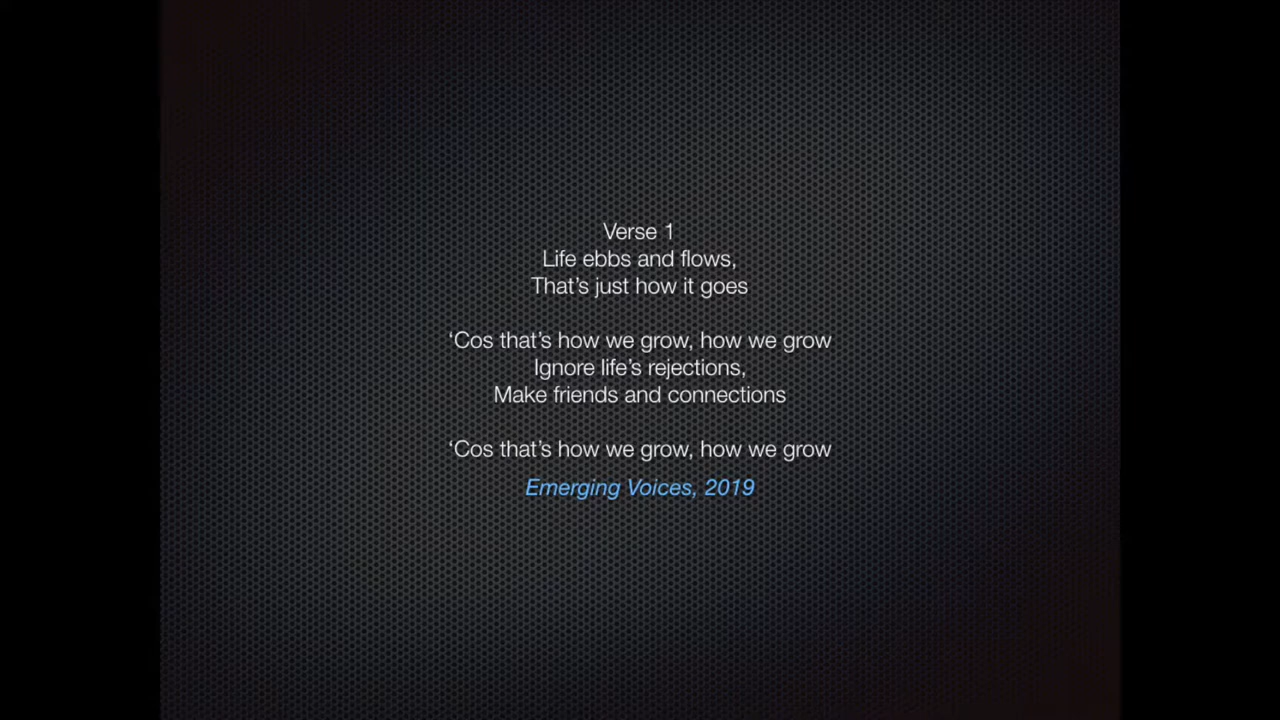 Verse 1
Life ebbs and flows,
That’s just how it goes
‘Cos that’s how we grow, how we grow
Ignore life’s rejections,
Make friends and connections
‘Cos that’s how we grow, how we grow
Emerging Voices, 2019